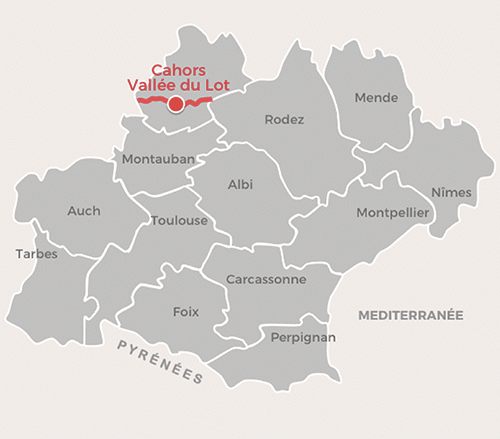 Cahors
Vallée du Lot
Mende
Rodez
Montauban
Albi
Nîmes
Auch
Toulouse
Montpellier
Tarbes
Carcassonne
Foix
MEDITERRANÉE
Perpignan
PYRÉNÉES